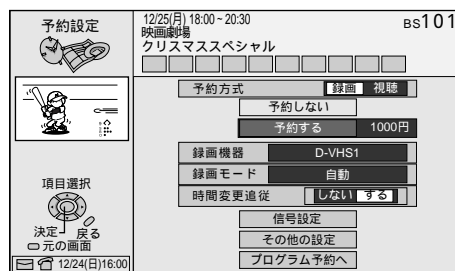 予約設定
12/25(月) 18:00~20:30
BS101
映画劇場
クリスマススペシャル
予約方式 録画 視聴
予約しない
予約する 1000円
録画機器 D-VHS1
録画モード 自動
時間変更追従 しない する
信号設定
その他の設定
プログラム予約へ
項目選択
決定
戻る
元の画面
12/24(日)16:00